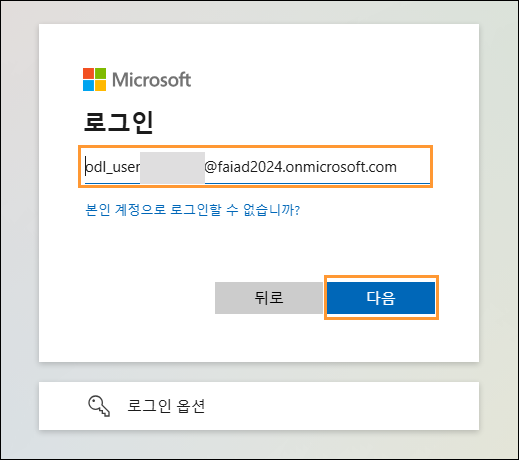 Microsoft
로그인
odl_user @faiad2024.onmicrosoft.com
본인 계정으로 로그인할 수 없습니까?
뒤로 다음
로그인 옵션